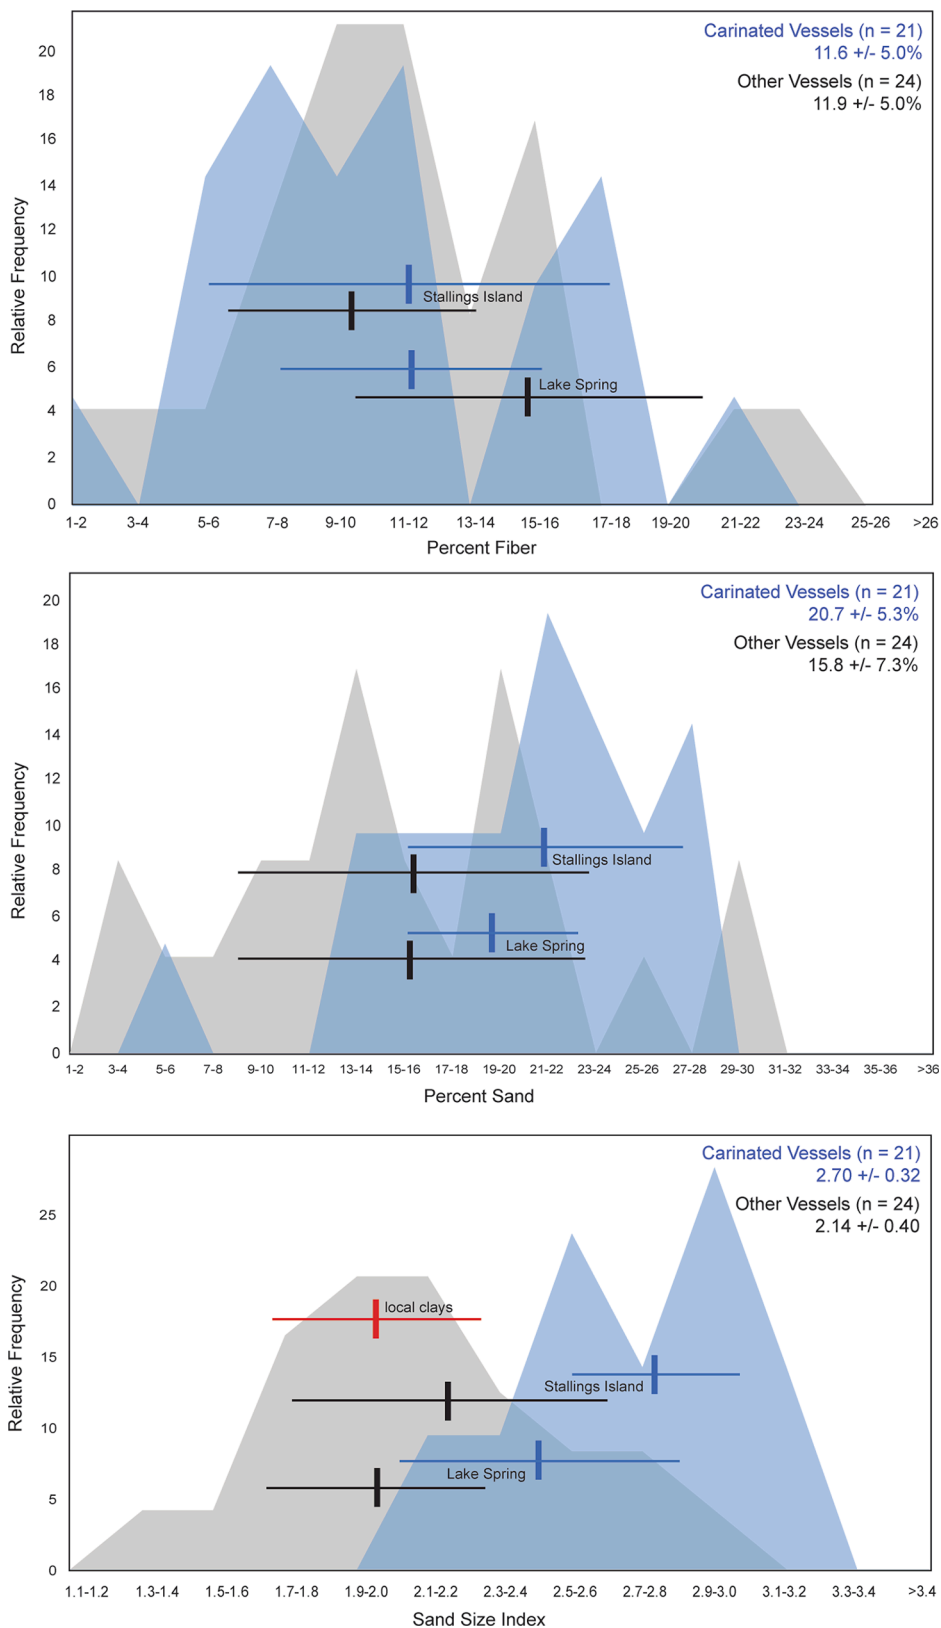 Carinated Vessels (n = 21)
11.6 +/- 5.0%
Other Vessels (n = 24)
11.9 +/- 5.0%
20
18
16
14
12
10
8
6
4
2
0
Relative Frequency
Stallings Island
Lake Spring
1-2 3-4 5-6 7-8 9-10 11-12 13-14 15-16 17-18 19-20 21-22 23-24 25-26 >26
Percent Fiber
Carinated Vessels (n = 21)
20.7 +/- 5.3%
Other Vessels (n = 24)
15.8 +/- 7.3%
20
18
16
14
12
10
8
6
4
2
0
Relative Frequency
Stallings Island
Lake Spring
1-2 3-4 5-6 7-8 9-10 11-12 13-14 15-16 17-18 19-20 21-22 23-24 25-26 27-28 29-30 31-32 33-34 35-36 >36
Percent Sand
Carinated Vessels (n = 21)
2.70 +/- 0.32
Other Vessels (n = 24)
2.14 +/- 0.40
25
20
15
10
5
0
Relative Frequency
local clays
Stallings Island
Lake Spring
1.1-1.2 1.3-1.4 1.5-1.6 1.7-1.8 1.9-2.0 2.1-2.2 2.3-2.4 2.5-2.6 2.7-2.8 2.9-3.0 3.1-3.2 3.3-3.4 >3.4
Sand Size Index